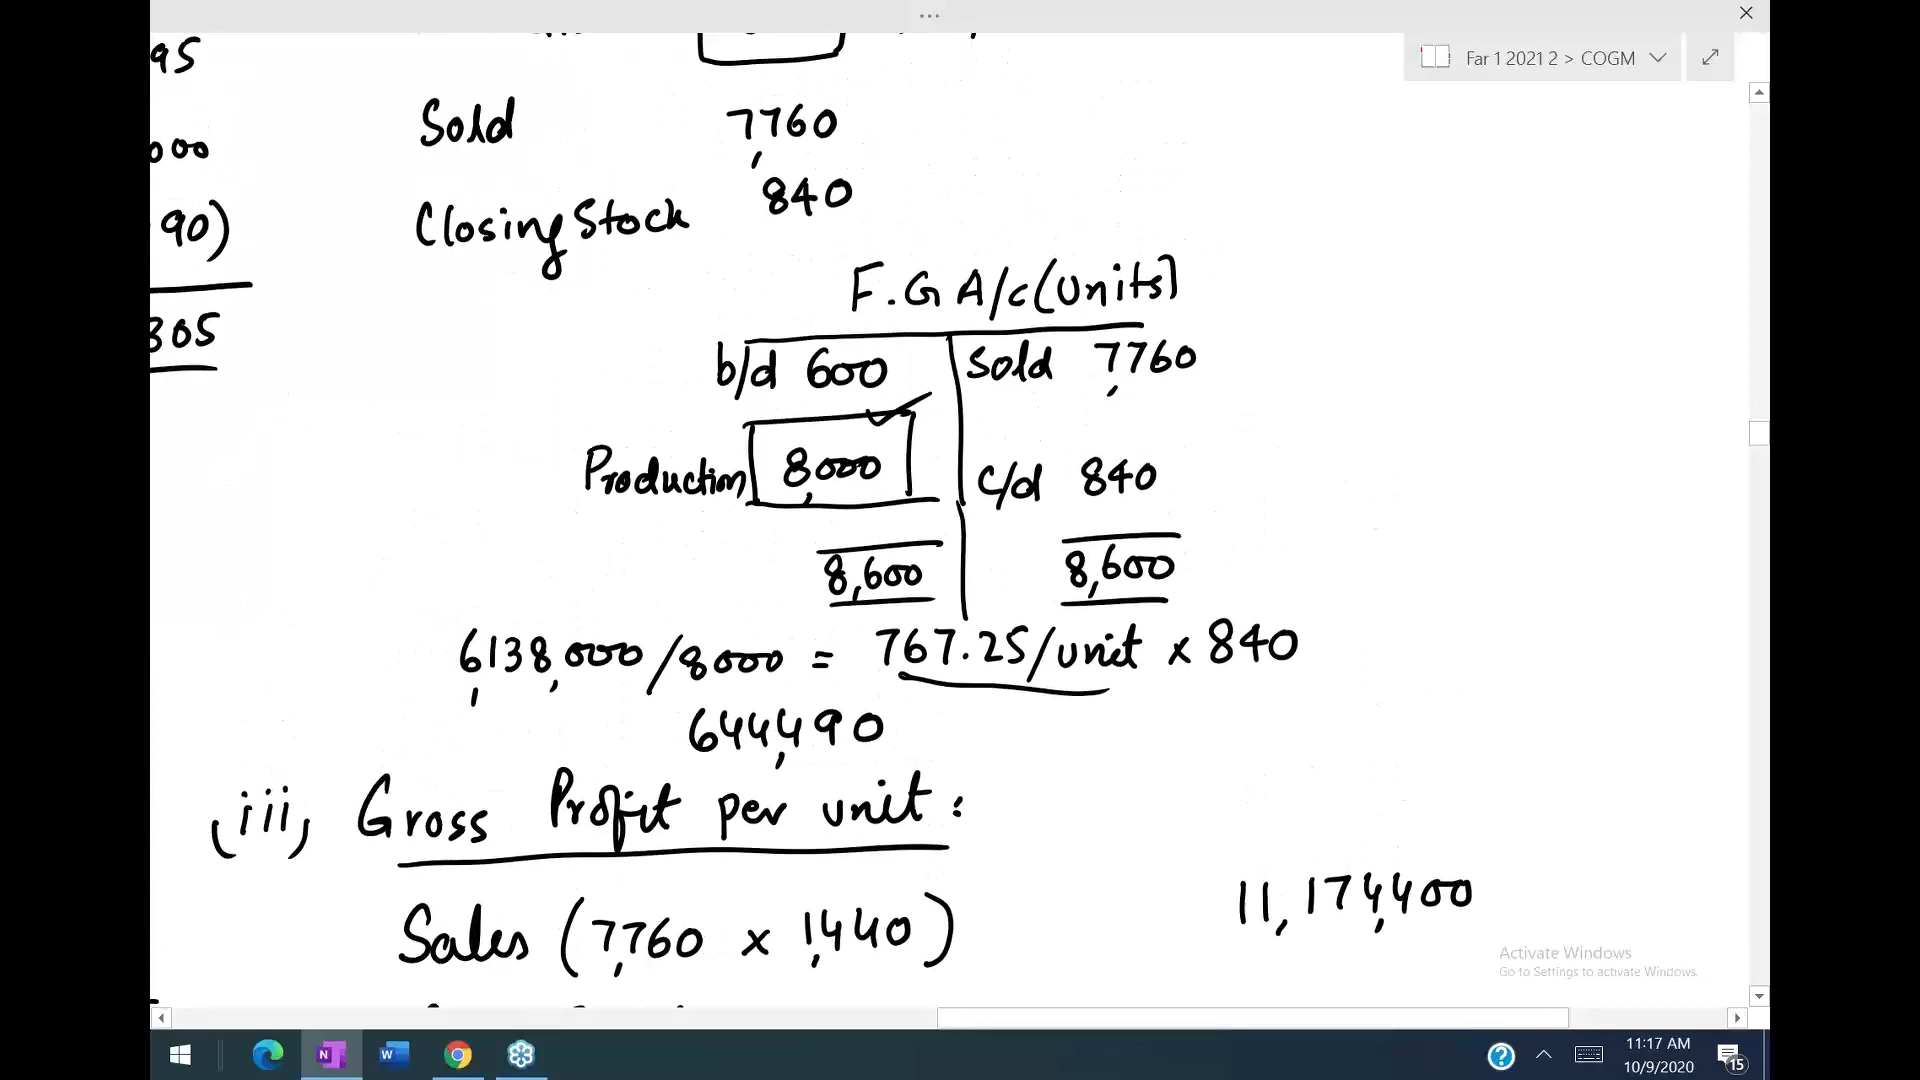 ...
Far 1 2021 2 > COGM
95
Sold 7,760
000
Closing Stock 840
90)
F.G A/c (Units)
305
b/d 600 Sold 7,760
Production 8,000 c/d 840
8,600 8,600
6,138,000/8000 = 767.25/unit x 840
644,490
(iii) Gross Profit per unit:
Sales (7,760 x 1,440) 11,174,400
Activate Windows
Go to Settings to activate Windows.
11:17 AM
10/9/2020
15